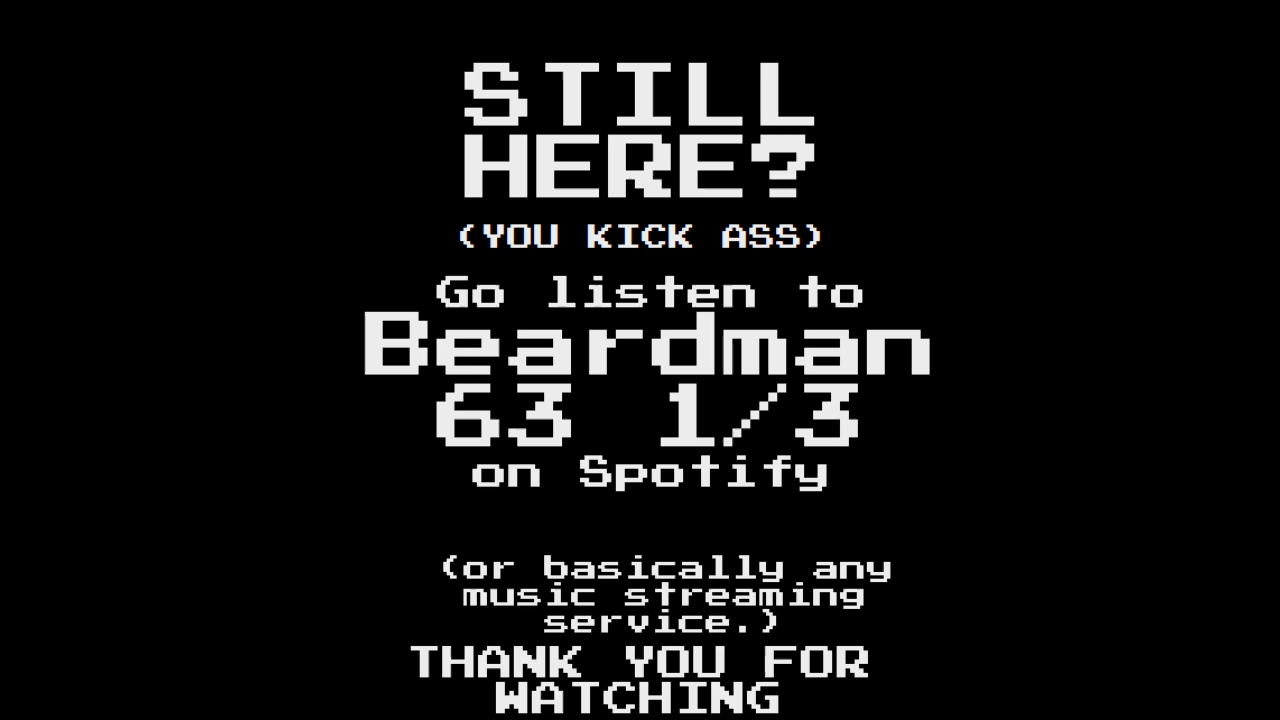 STILL
HERE?
(YOU KICK ASS)
Go listen to
Beardman
63 1/3
on Spotify
(or basically any
music streaming
service.)
THANK YOU FOR
WATCHING